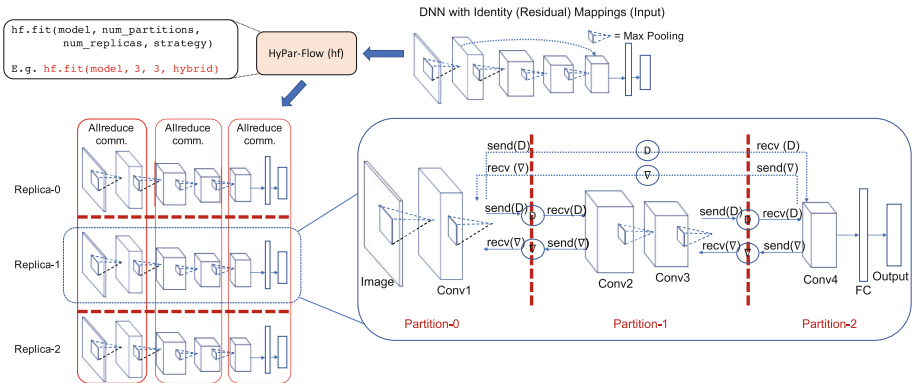 hf.fit(model, num_partitions,
num_replicas, strategy)
E.g. hf.fit(model, 3, 3, hybrid)
HyPar-Flow (hf)
DNN with Identity (Residual) Mappings (Input)
= Max Pooling
Allreduce
comm.
Allreduce
comm.
Allreduce
comm.
Replica-0
Replica-1
Replica-2
send(D)
D
recv (D)
recv (∇)
∇
send(∇)
send(D)
D
recv(D)
send(D)
D
recv(D)
recv(∇)
∇
send(∇)
recv(∇)
∇
send(∇)
Image
Conv1
Conv2
Conv3
Conv4
FC
Output
Partition-0
Partition-1
Partition-2